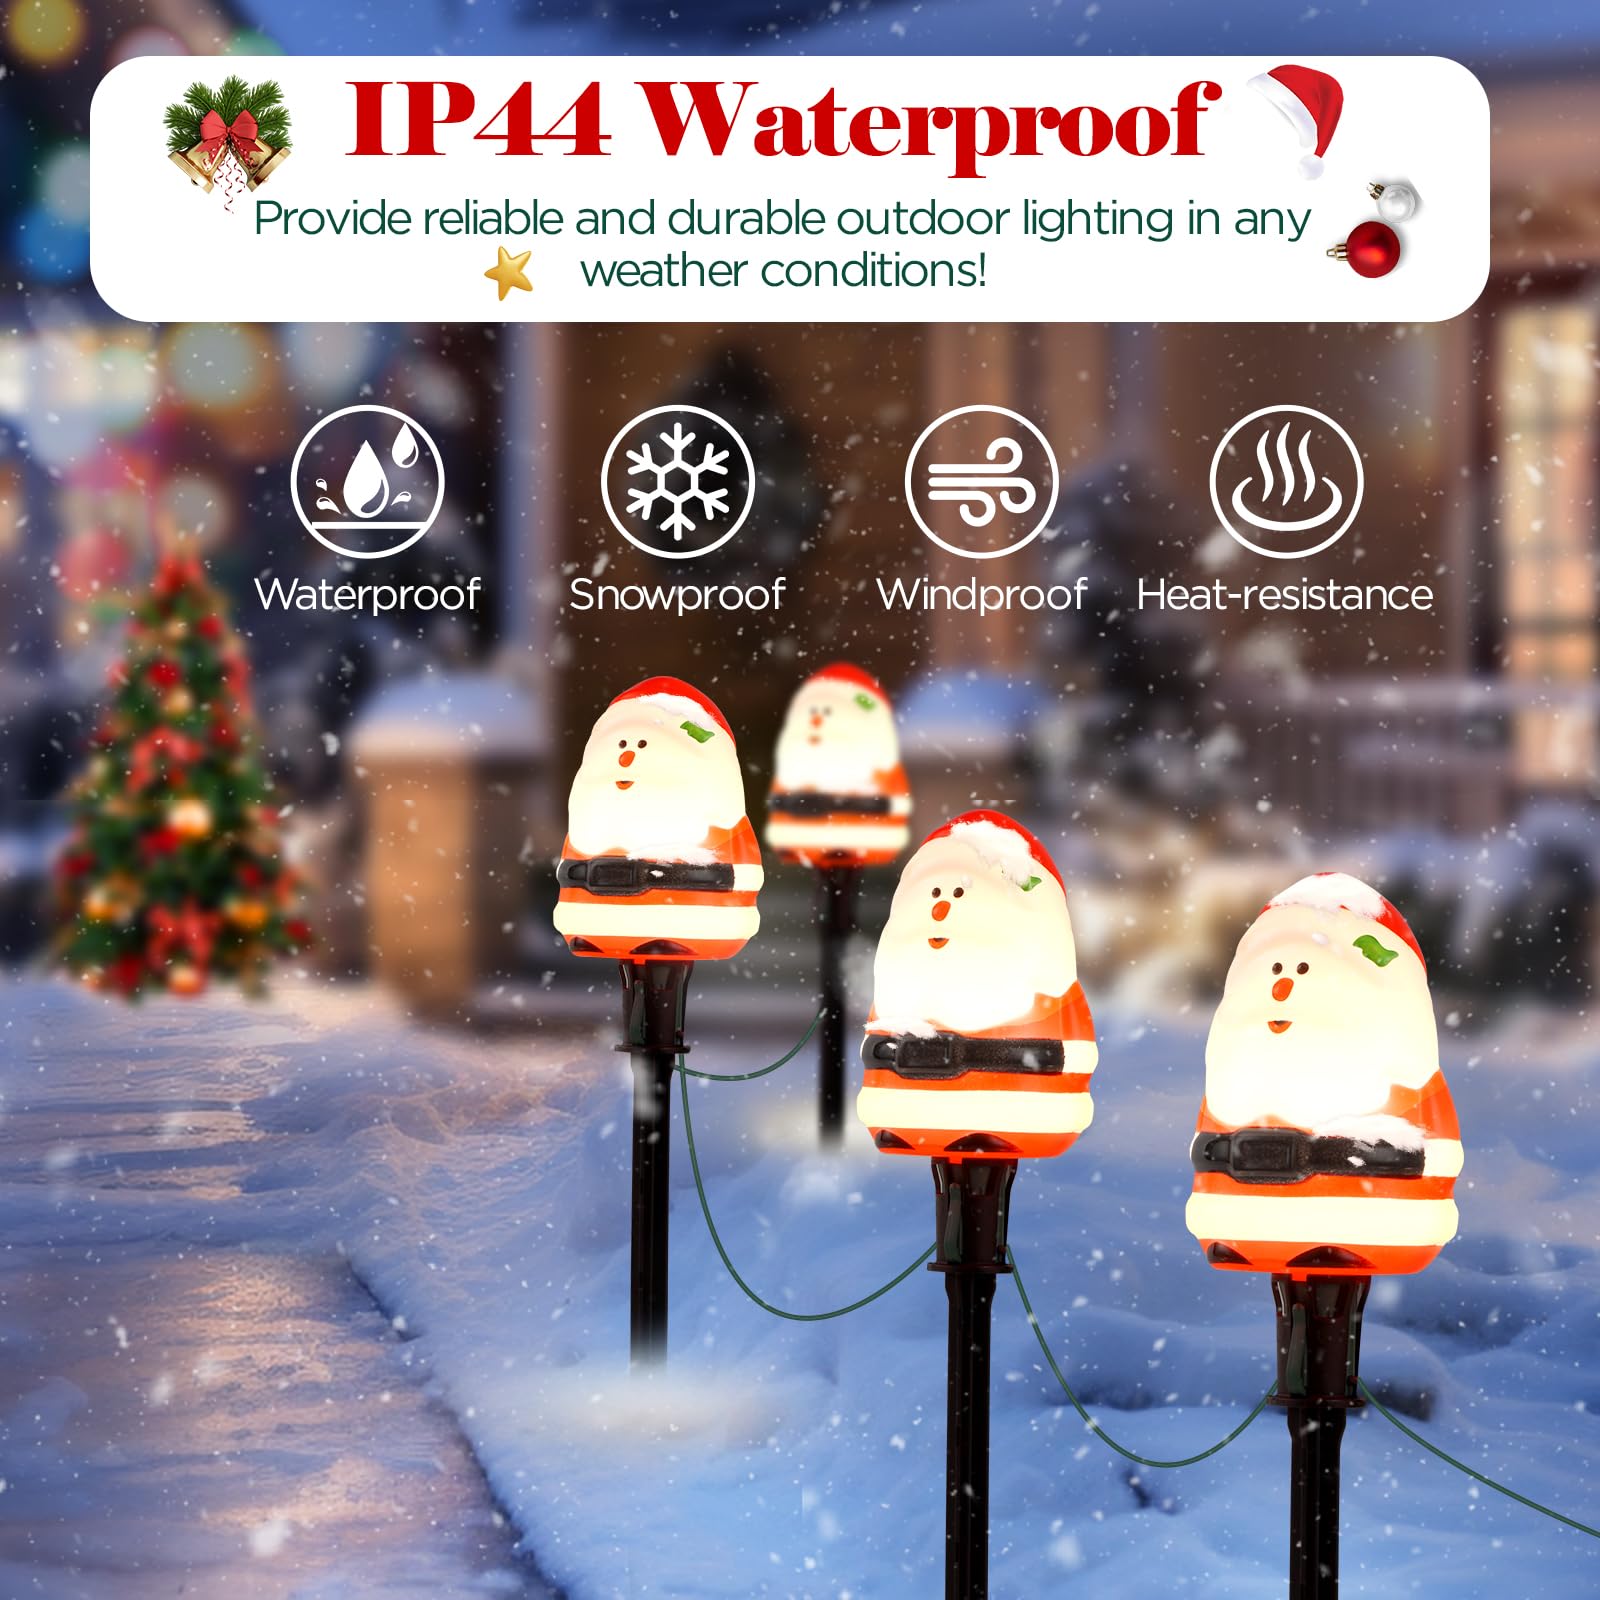 IP44 Waterproof
Provide reliable and durable outdoor lighting in any
weather conditions!
Waterproof Snowproof Windproof Heat-resistance